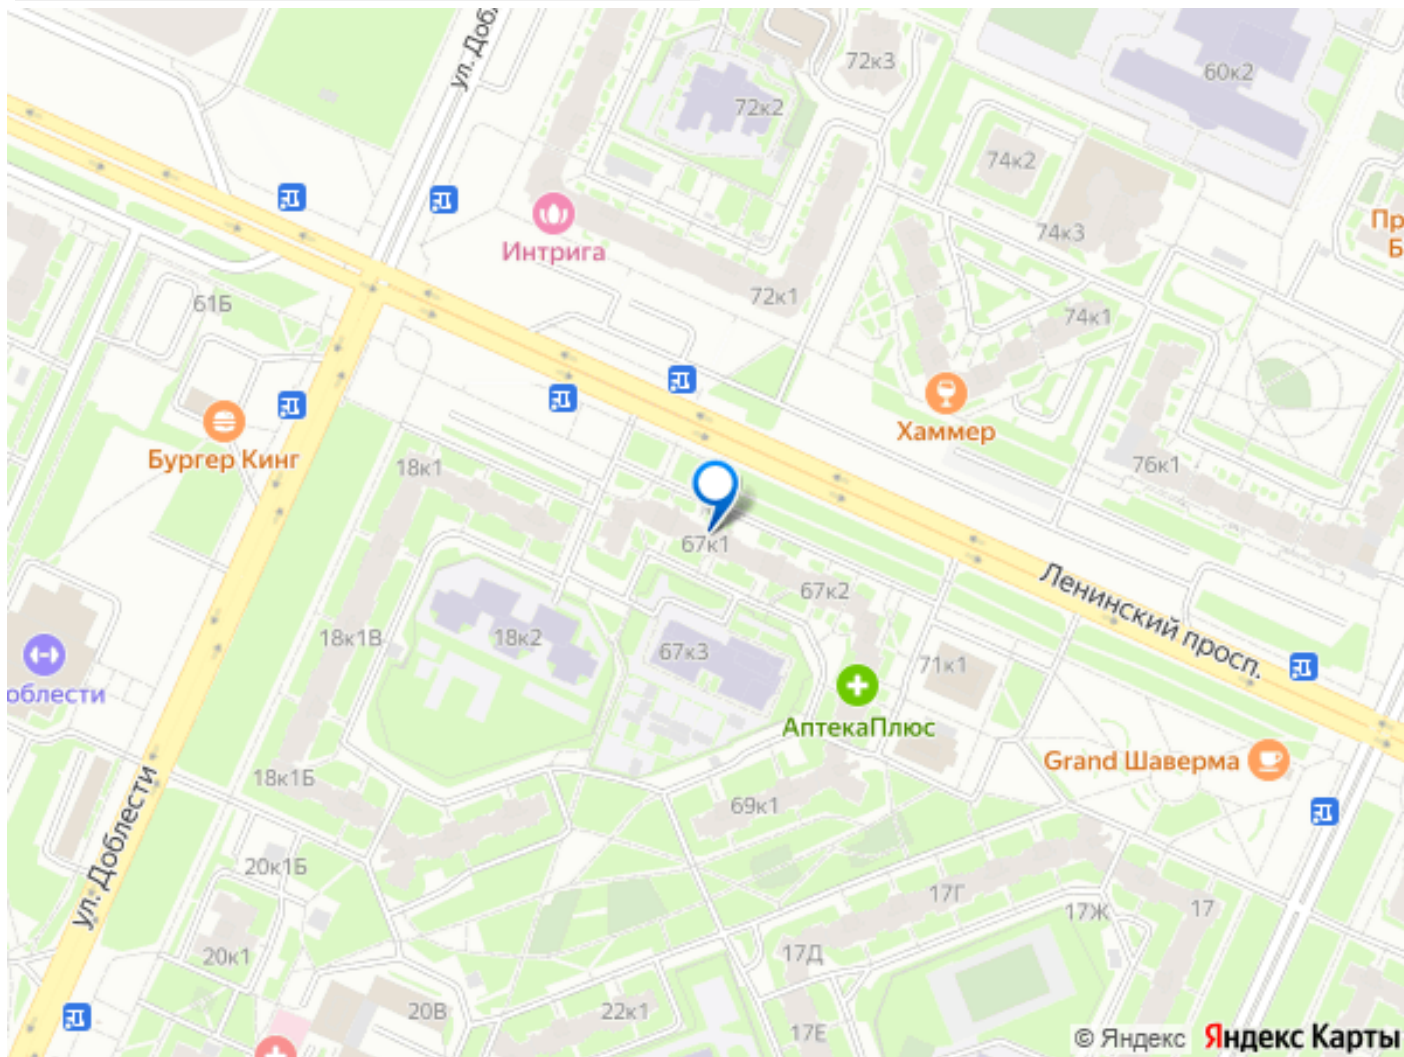 ул. Доб
72к3
60к2
72к2
74к2
Интрига
74к3
Пр
Б
72к1
61Б
74к1
Хаммер
Бургер Кинг
18к1
76к1
67к1
Ленинский просп.
67к2
18к1В
18к2
67к3
71к1
облести
АптекаПлюс
Grand Шаверма
18к1Б
69к1
ул. Доблести
20к1Б
17Г
17Ж
17
20к1
17Д
20В
22к1
17Е
© Яндекс Яндекс Карты